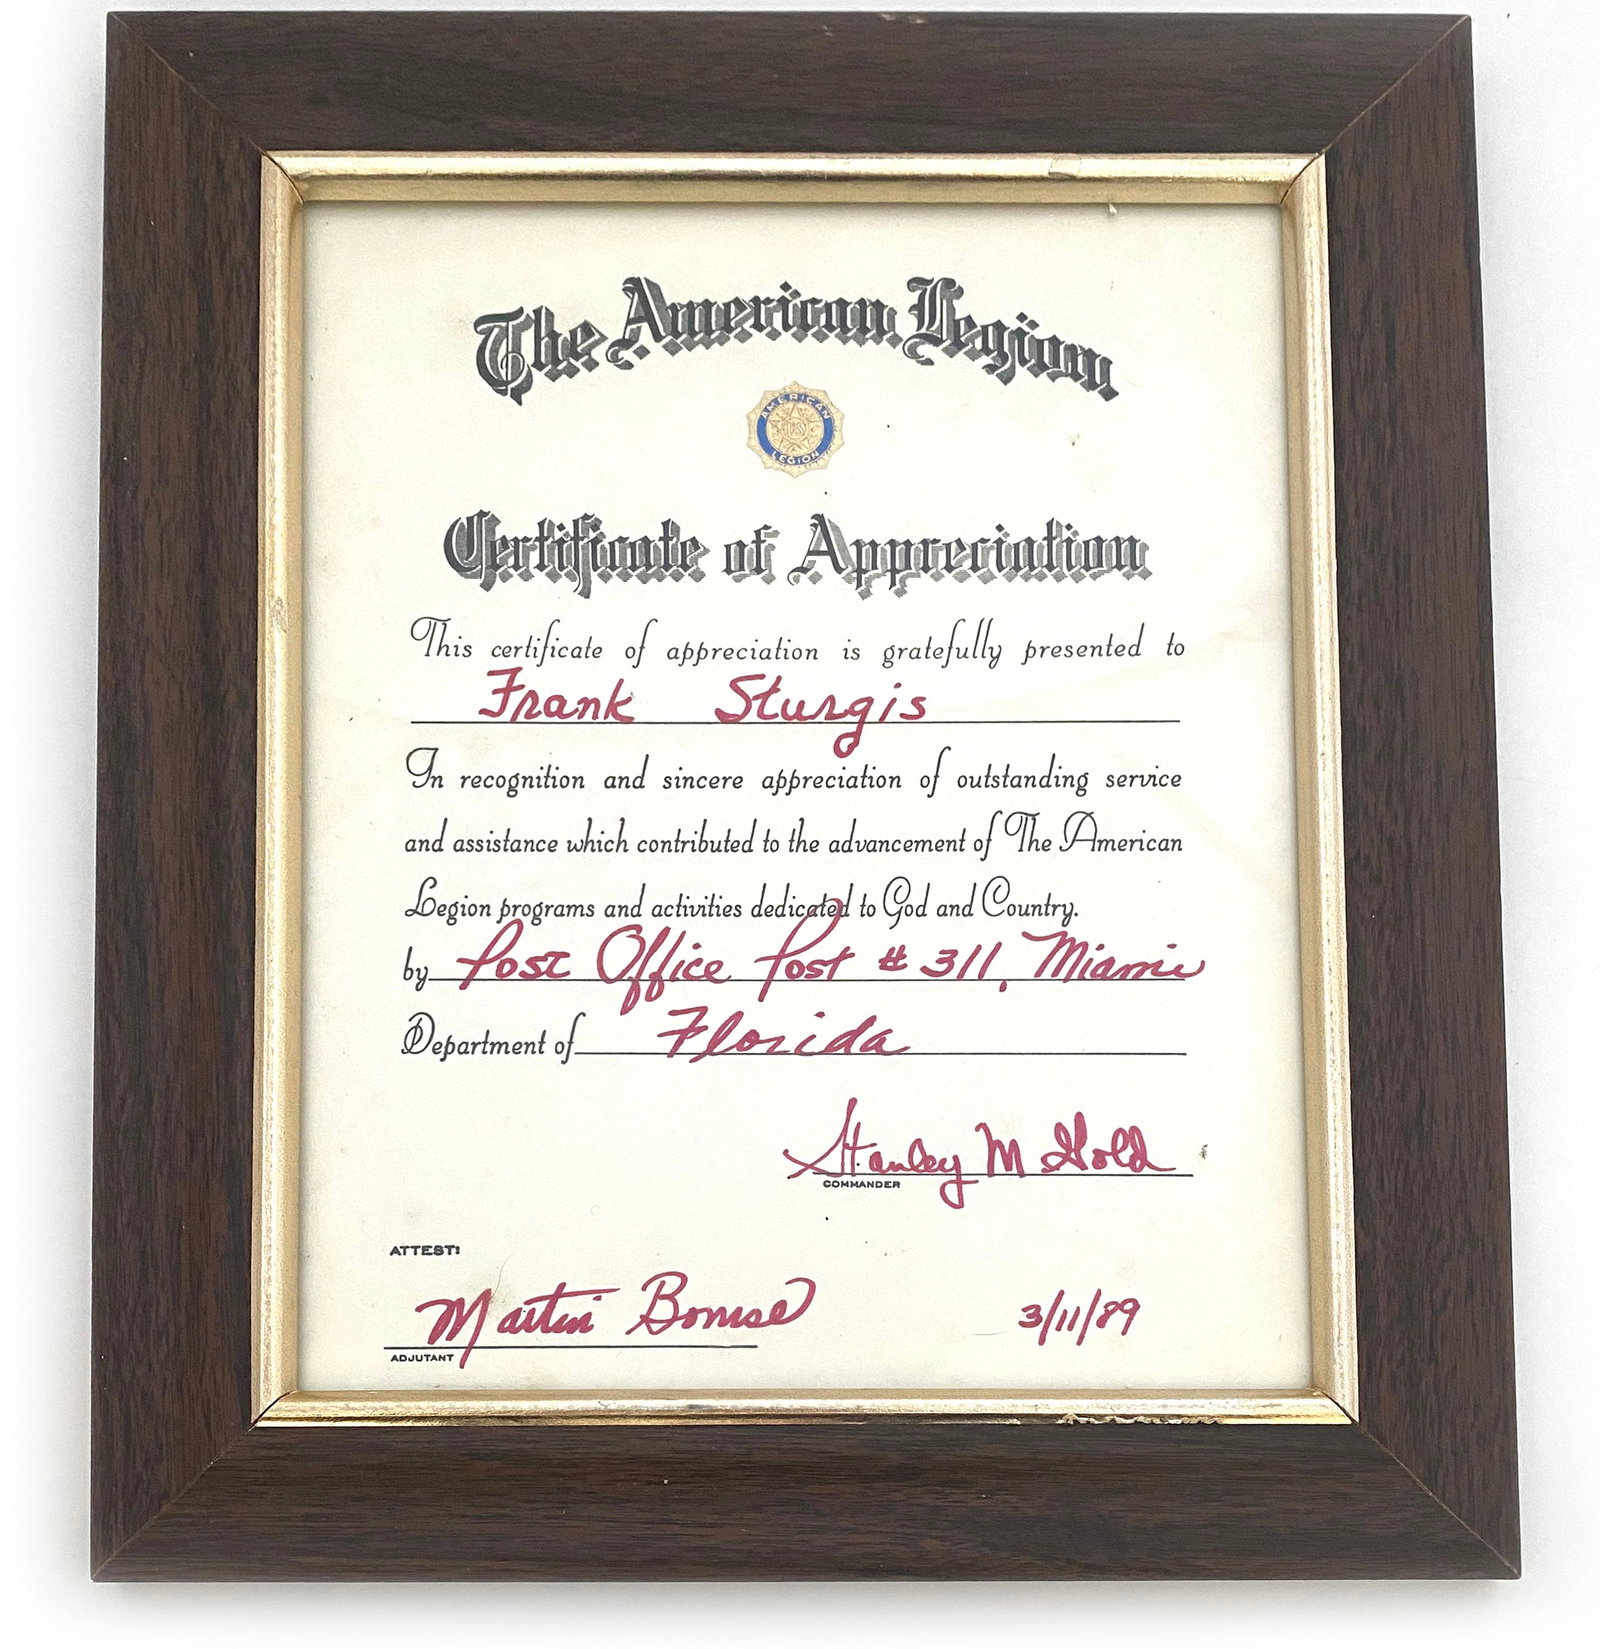 The American Legion
AMERICAN
LEGION
Certificate of Appreciation
This certificate of appreciation is gratefully presented to
Frank Sturgis
In recognition and sincere appreciation of outstanding service
and assistance which contributed to the advancement of The American
Legion programs and activities dedicated to God and Country.
by Post Office Post # 311, Miami
Department of Florida
Stanley M Gold
COMMANDER
ATTEST:
Martin
ADJUTANT
3/11/89